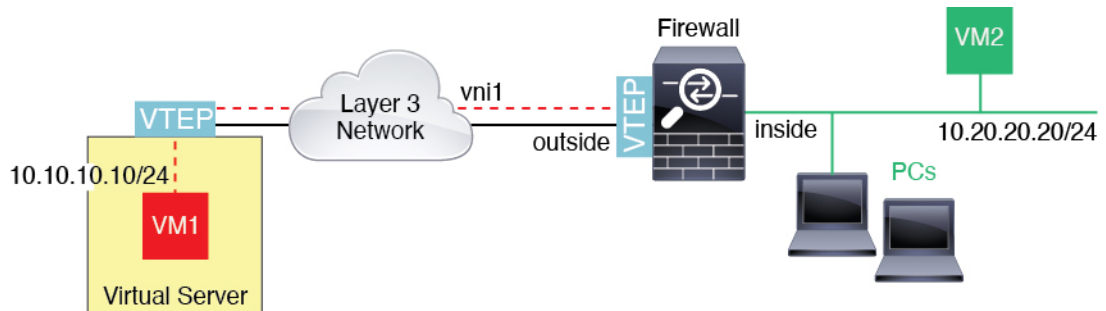 Firewall
VM2
Layer 3
Network
vni1
VTEP
VTEP
outside
inside
10.20.20.20/24
10.10.10.10/24
PCs
VM1
Virtual Server